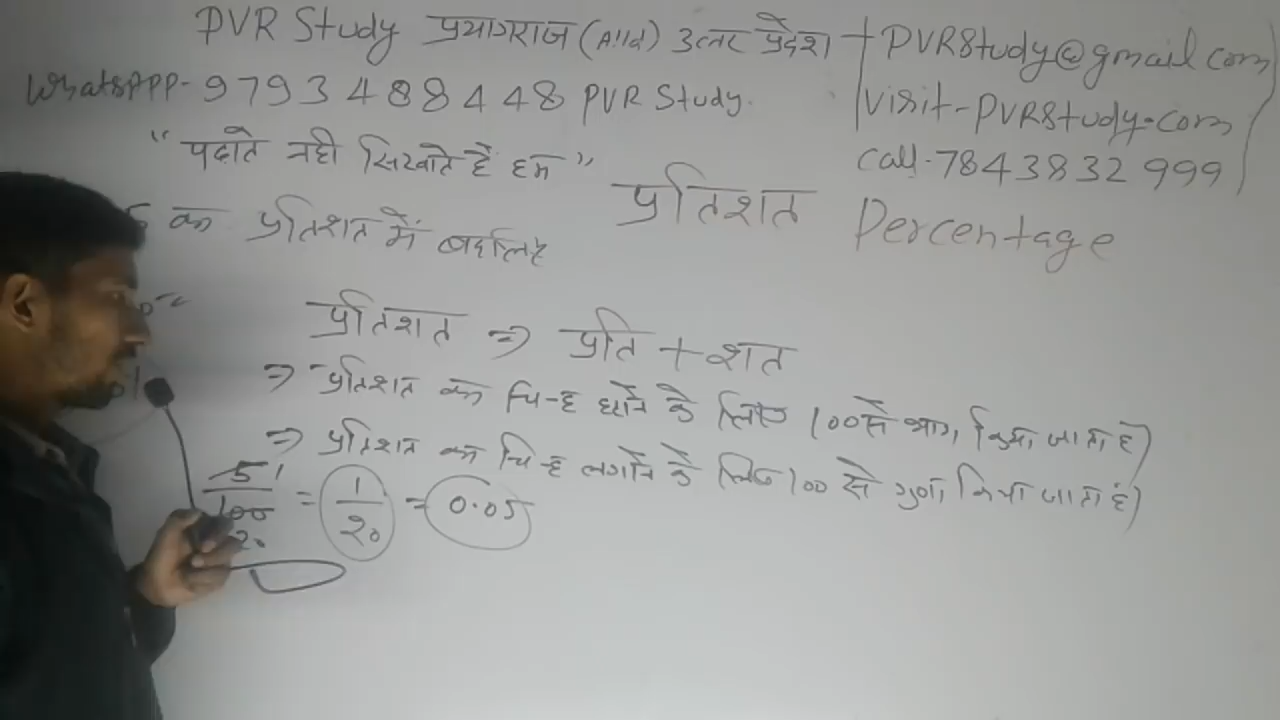 PVR Study प्रयागराज (Alld) उत्तर प्रदेश
WhatsAPP- 9793488448 PVR Study.
PVRStudy@gmail com
Visit-PVRStudy.com
Call.7843832999
"पढाते नही सिखाते है हम"
प्रतिशत Percentage
का प्रतिशत में बदलिए
प्रतिशत ⇒ प्रति + शत
⇒ प्रतिशत का चिन्ह हटाने के लिए 100 से भाग किया जाता है)
⇒ प्रतिशत का चिन्ह लगाने के लिए 100 से गुणा किया जाता है)
5/100 = 1/20 = 0.05
1
20